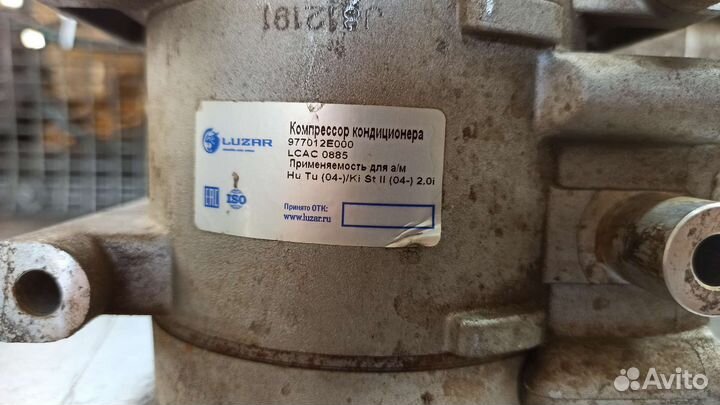 LUZAR
Компрессор кондиционера
977012E000
LCAC 0885
Применяемость для а/м
Hu Tu (04-)/Ki St II (04-) 2.0i
EAC
ISO
Принято ОТК:
www.luzar.ru
Avito